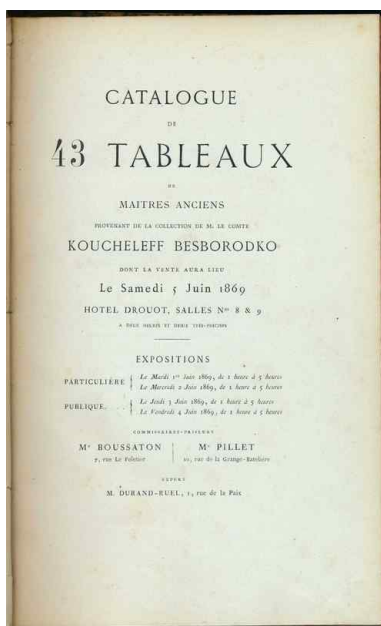 CATALOGUE
DE
43 TABLEAUX
DE
MAITRES ANCIENS
PROVENANT DE LA COLLECTION DE M. LE COMTE
KOUCHELEFF BESBORODKO
DONT LA VENTE AURA LIEU
Le Samedi 5 Juin 1869
HOTEL DROUOT, SALLES Nos 8 & 9
A DEUX HEURES ET DEMIE TRÈS-PRÉCISES
EXPOSITIONS
PARTICULIÈRE { Le Mardi 1er Juin 1869, de 1 heure à 5 heures
Le Mercredi 2 Juin 1869, de 1 heure à 5 heures
PUBLIQUE. . . . { Le Jeudi 3 Juin 1869, de 1 heure à 5 heures
Le Vendredi 4 Juin 1869, de 1 heure à 5 heures
COMMISSAIRES-PRISEURS
Me BOUSSATON
7, rue Le Peletier
Me PILLET
10, rue de la Grange-Batelière
EXPERT
M. DURAND-RUEL, 1, rue de la Paix